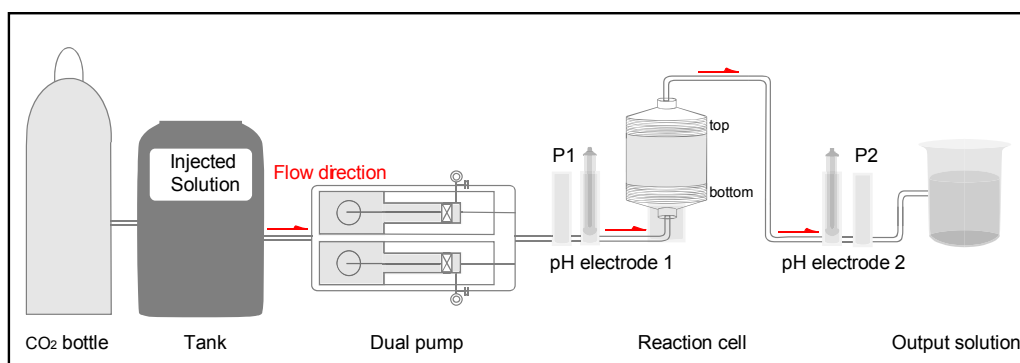 Injected
Solution
Flow direction
P1
top
bottom
P2
pH electrode 1
pH electrode 2
CO₂ bottle
Tank
Dual pump
Reaction cell
Output solution